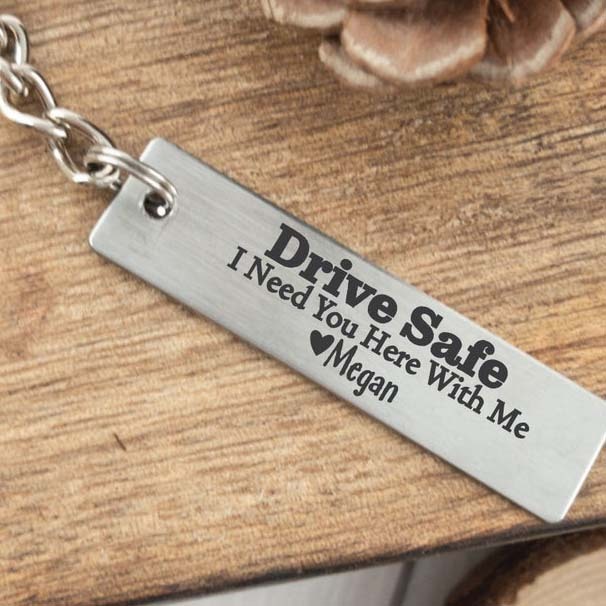 Drive Safe
I Need You Here With Me
♥Megan